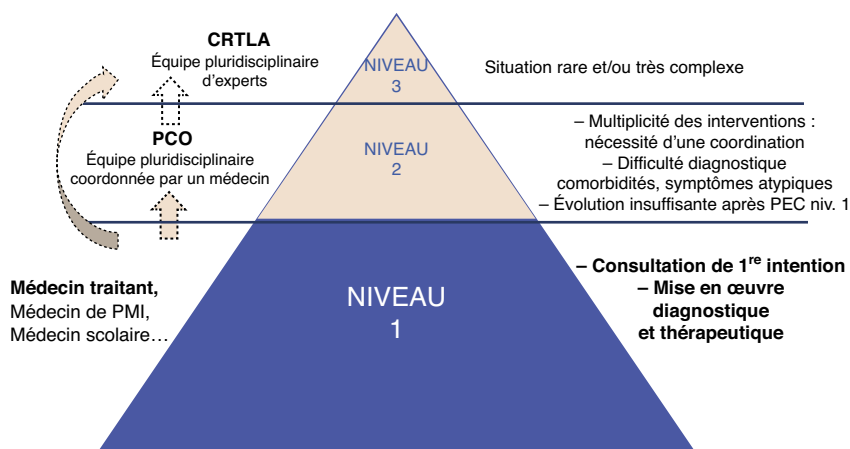 CRTLA
Équipe pluridisciplinaire
d'experts
NIVEAU
3
Situation rare et/ou très complexe
PCO
Équipe pluridisciplinaire
coordonnée par un médecin
NIVEAU
2
– Multiplicité des interventions :
nécessité d'une coordination
– Difficulté diagnostique
comorbidités, symptômes atypiques
– Évolution insuffisante après PEC niv. 1
Médecin traitant,
Médecin de PMI,
Médecin scolaire…
NIVEAU
1
– Consultation de 1re intention
– Mise en œuvre
diagnostique
et thérapeutique